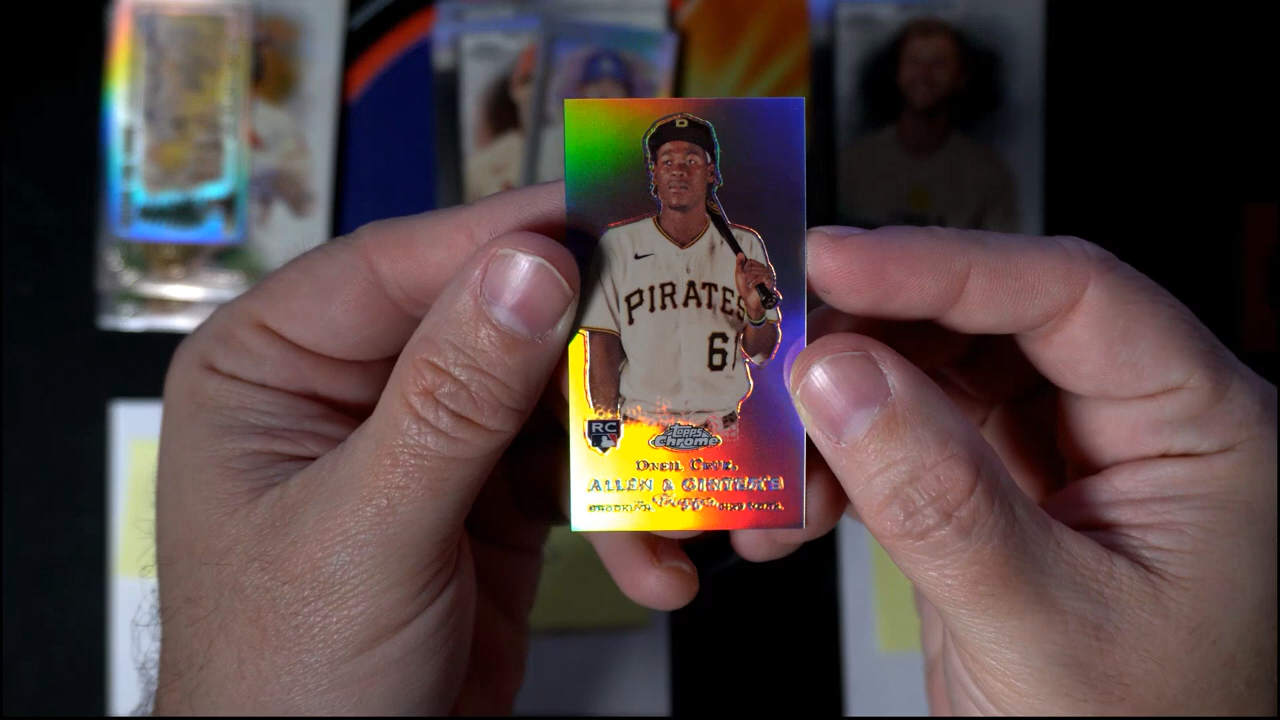 P
PIRATES
6
RC
Topps
Chrome
ONEIL CRUZ,
ALLEN & GINTER'S